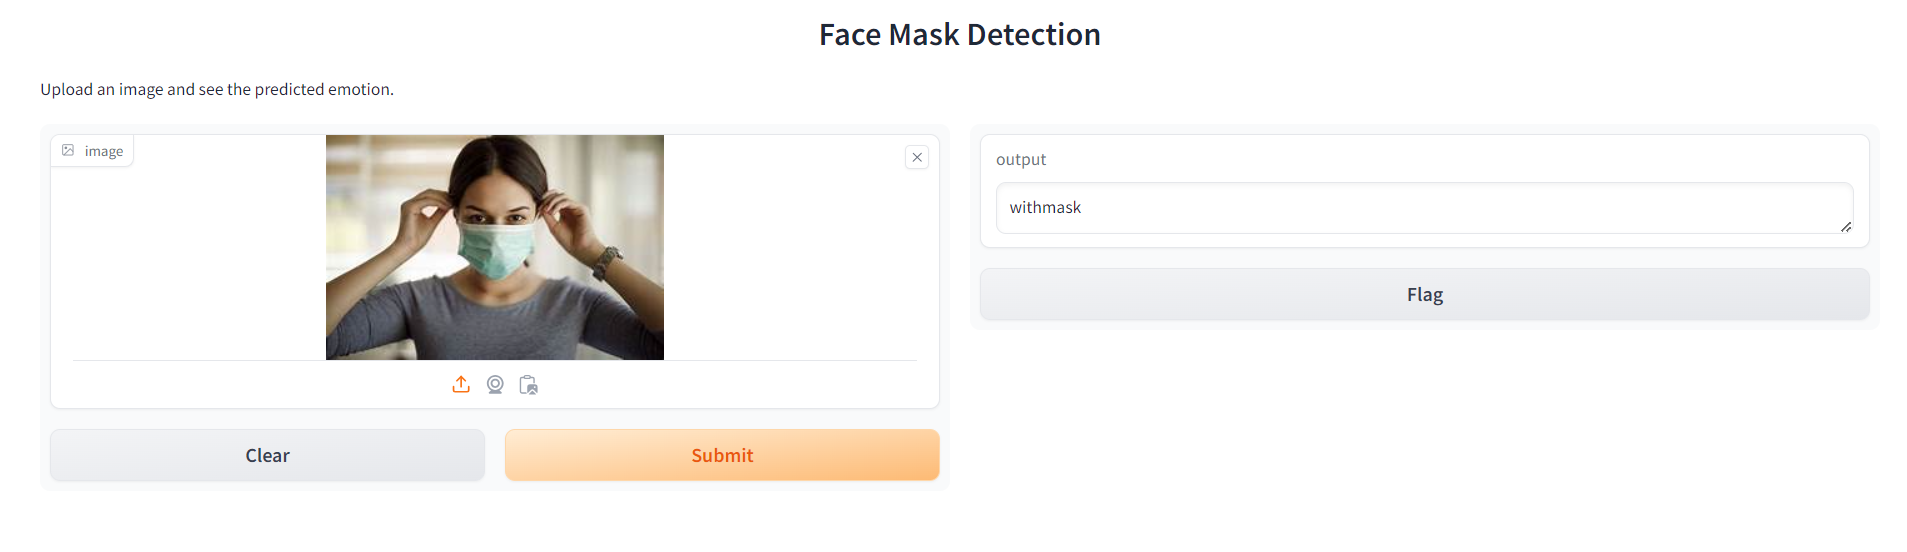 Face Mask Detection
Upload an image and see the predicted emotion.
image
output
withmask
Flag
Clear
Submit